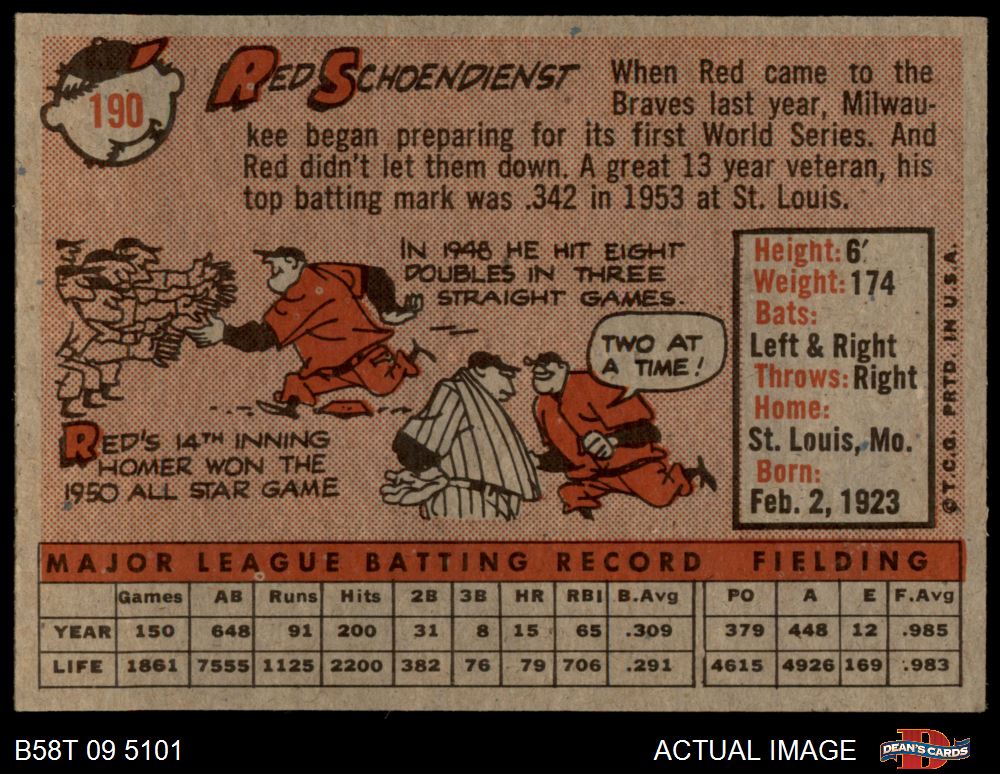 190
RED SCHOENDIENST
When Red came to the
Braves last year, Milwau-
kee began preparing for its first World Series. And
Red didn't let them down. A great 13 year veteran, his
top batting mark was .342 in 1953 at St. Louis.
IN 1948 HE HIT EIGHT
DOUBLES IN THREE
STRAIGHT GAMES.
TWO AT
A TIME!
RED'S 14TH INNING
HOMER WON THE
1950 ALL STAR GAME
Height: 6'
Weight: 174
Bats:
Left & Right
Throws: Right
Home:
St. Louis, Mo.
Born:
Feb. 2, 1923
© T.C.G. PRTD. IN U.S.A.
MAJOR LEAGUE BATTING RECORD FIELDING
Games AB Runs Hits 2B 3B HR RBI B.Avg PO A E F.Avg
YEAR 150 648 91 200 31 8 15 65 .309 379 448 12 .985
LIFE 1861 7555 1125 2200 382 76 79 706 .291 4615 4926 169 .983
B58T 09 5101
ACTUAL IMAGE
DEAN'S CARDS